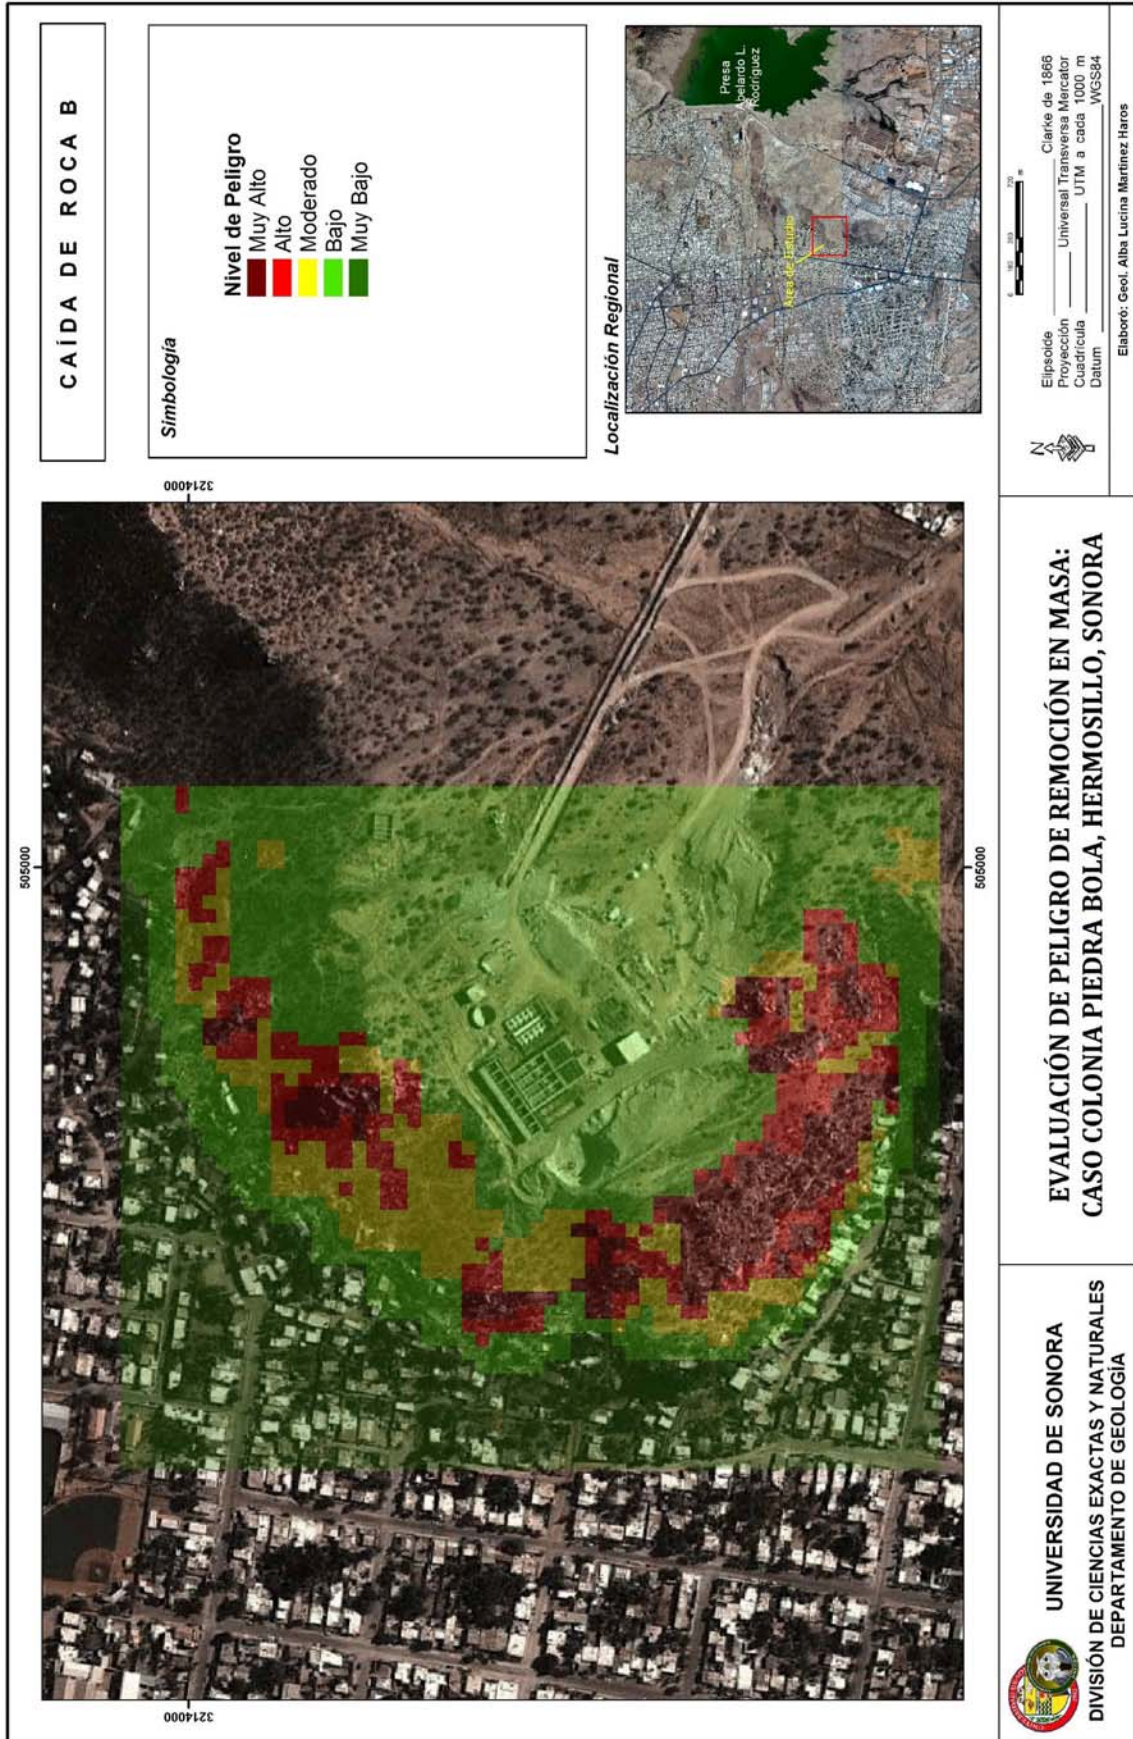 CAÍDA DE ROCA B
Simbología
Nivel de Peligro
Muy Alto
Alto
Moderado
Bajo
Muy Bajo
Localización Regional
Presa
Abelardo L.
Rodríguez
Área de Estudio
505000
505000
3214000
3214000
N
Elipsoide Clarke de 1866
Proyección Universal Transversa Mercator
Cuadrícula UTM a cada 1000 m
Datum WGS84
Elaboró: Geol. Alba Lucina Martínez Haros
EVALUACIÓN DE PELIGRO DE REMOCIÓN EN MASA:
CASO COLONIA PIEDRA BOLA, HERMOSILLO, SONORA
UNIVERSIDAD DE SONORA
DIVISIÓN DE CIENCIAS EXACTAS Y NATURALES
DEPARTAMENTO DE GEOLOGÍA